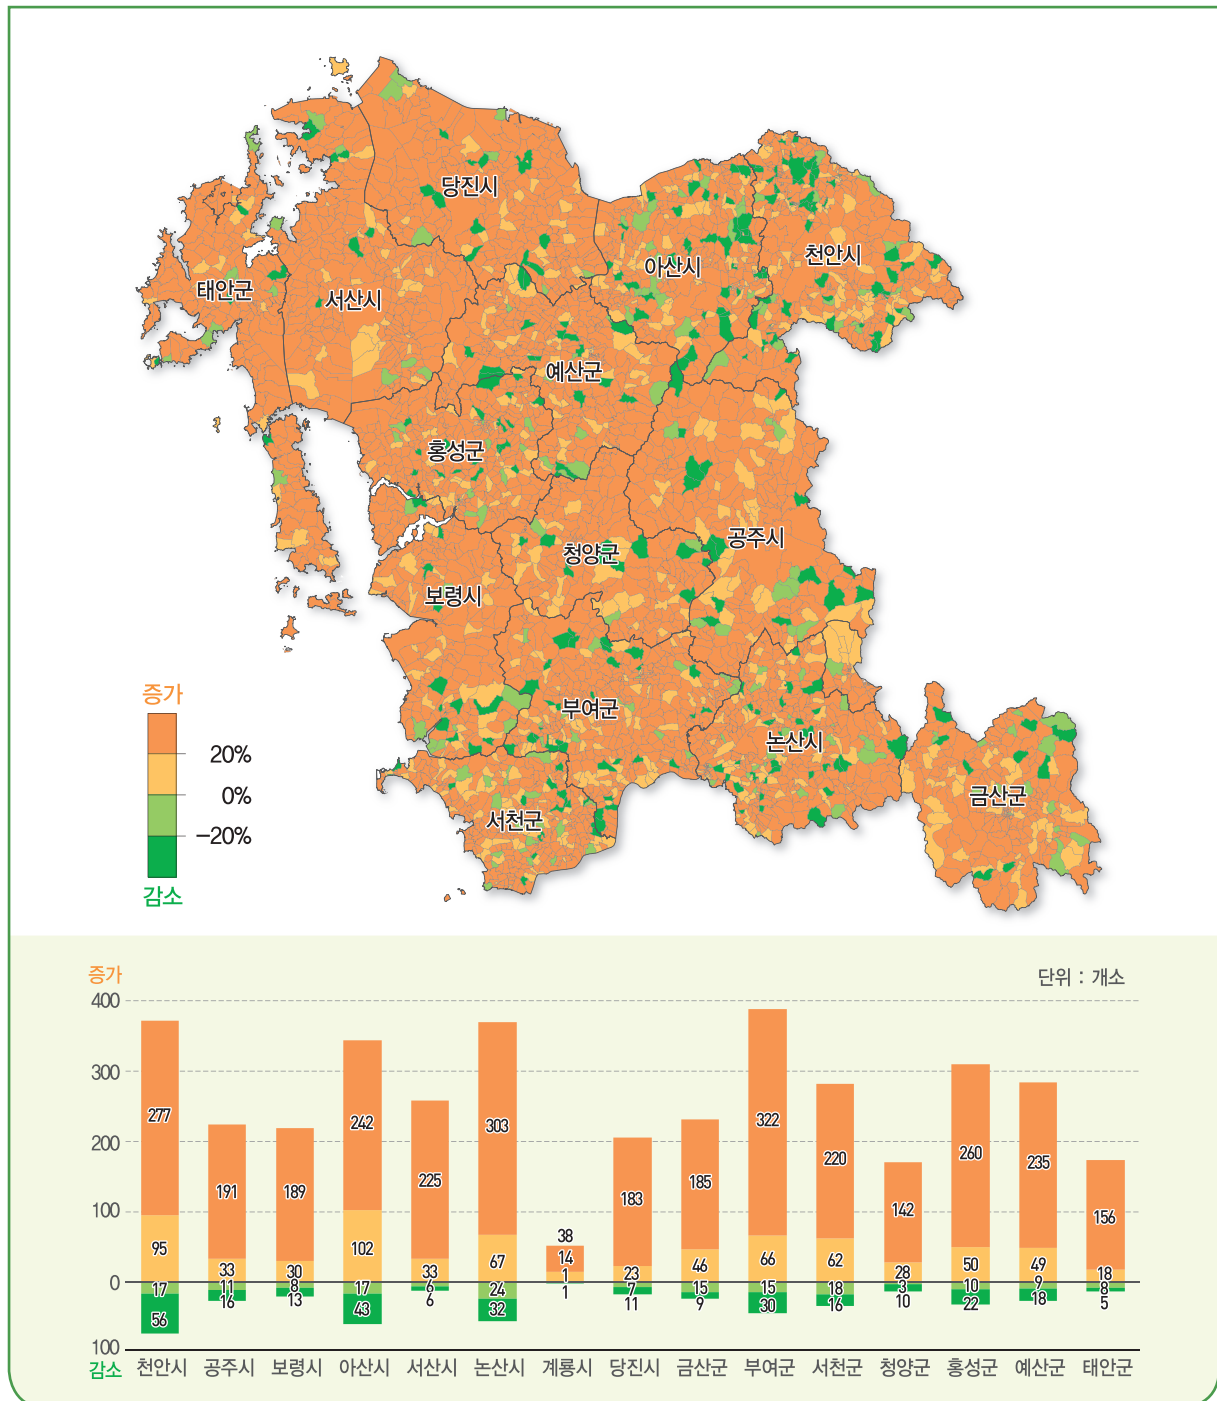 당진시
아산시
천안시
태안군
서산시
예산군
홍성군
청양군
공주시
보령시
부여군
논산시
금산군
서천군
증가
20%
0%
−20%
감소
증가
단위 : 개소
400
300
200
100
0
100
감소
277 95 17 56
191 33 11 16
189 30 8 13
242 102 17 43
225 33 6 6
303 67 24 32
38 14 1 1
183 23 7 11
185 46 15 9
322 66 15 30
220 62 18 16
142 28 3 10
260 50 10 22
235 49 9 18
156 18 8 5
천안시 공주시 보령시 아산시 서산시 논산시 계룡시 당진시 금산군 부여군 서천군 청양군 홍성군 예산군 태안군